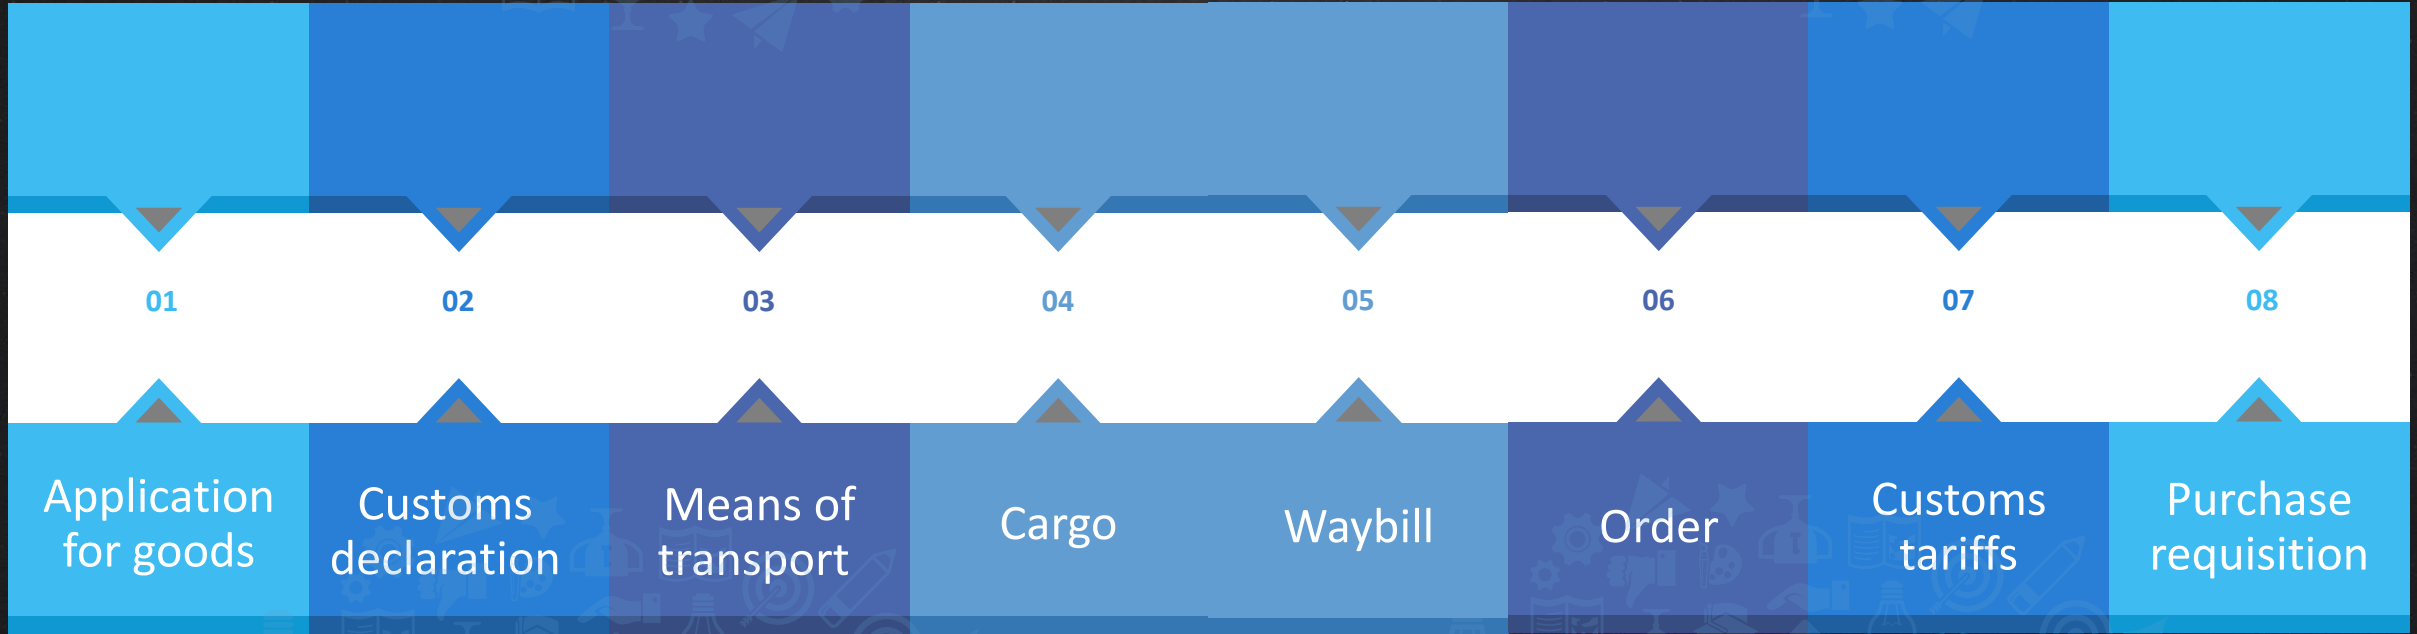 01
02
03
04
05
06
07
08
Application
for goods
Customs
declaration
Means of
transport
Cargo
Waybill
Order
Customs
tariffs
Purchase
requisition